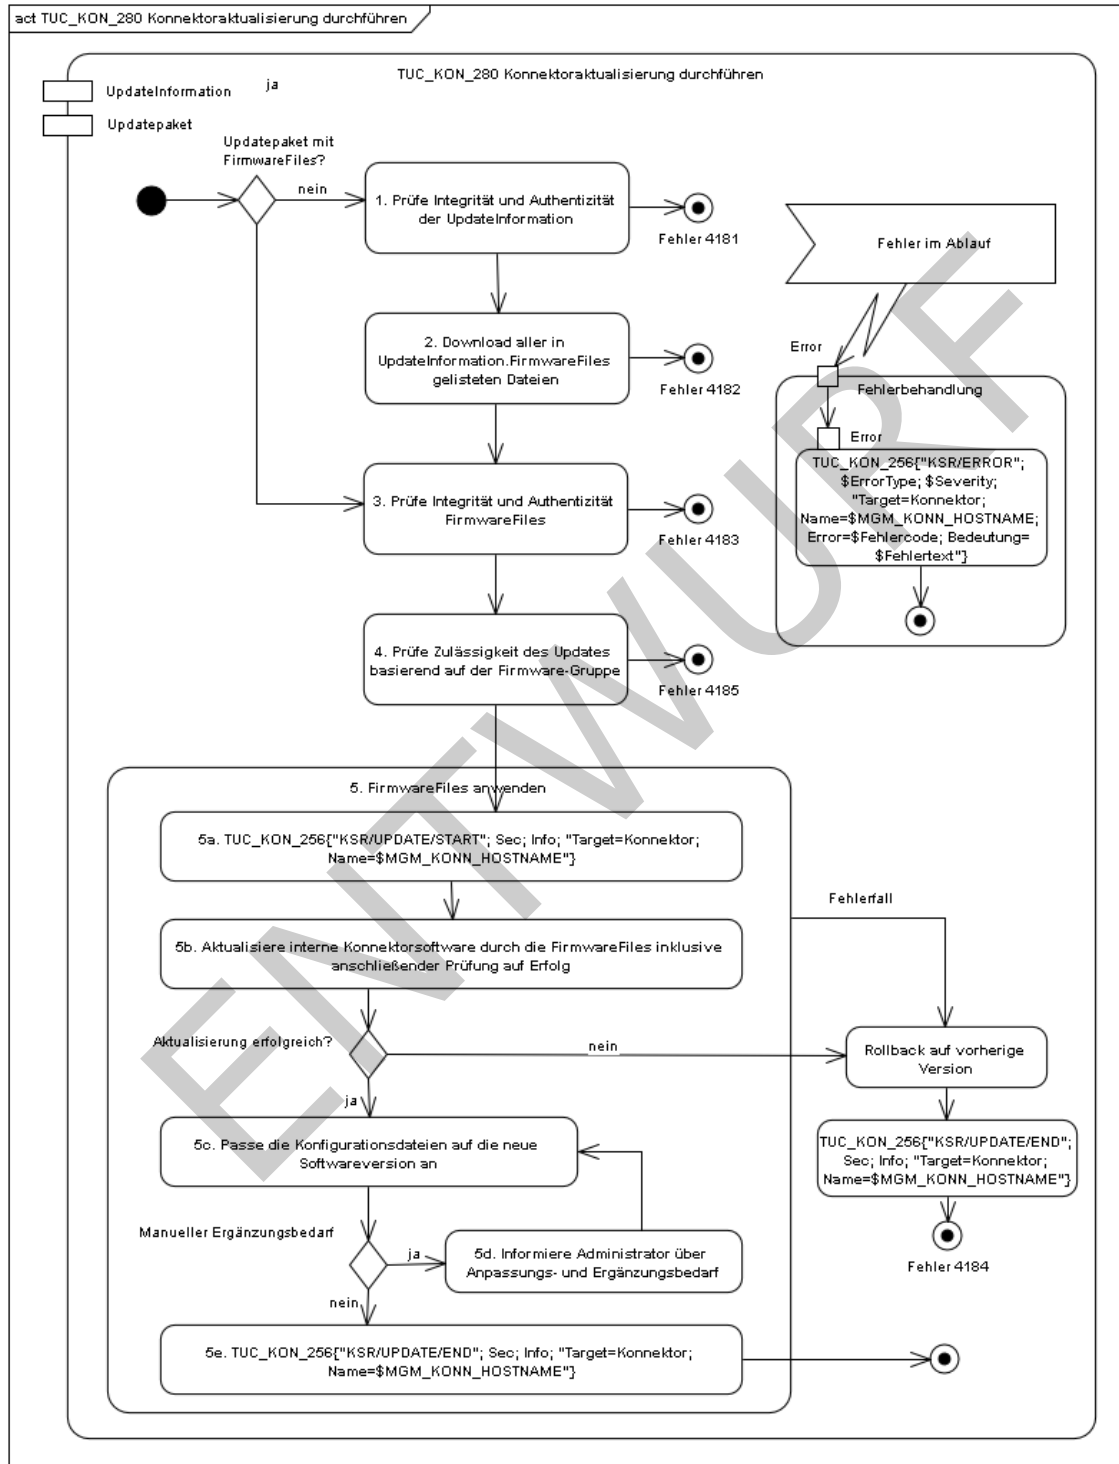 act TUC_KON_280 Konnektoraktualisierung durchführen
TUC_KON_280 Konnektoraktualisierung durchführen
UpdateInformation
ja
Updatepaket
Updatepaket mit
FirmwareFiles?
nein
1. Prüfe Integrität und Authentizität
der UpdateInformation
Fehler 4181
Fehler im Ablauf
2. Download aller in
UpdateInformation.FirmwareFiles
gelisteten Dateien
Fehler 4182
Error
Fehlerbehandlung
Error
TUC_KON_256{"KSR/ERROR";
$ErrorType; $Severity;
"Target=Konnektor;
Name=$MGM_KONN_HOSTNAME;
Error=$Fehlercode; Bedeutung=
$Fehlertext"}
3. Prüfe Integrität und Authentizität
FirmwareFiles
Fehler 4183
4. Prüfe Zulässigkeit des Updates
basierend auf der Firmware-Gruppe
Fehler 4185
5. FirmwareFiles anwenden
5a. TUC_KON_256{"KSR/UPDATE/START"; Sec; Info; "Target=Konnektor;
Name=$MGM_KONN_HOSTNAME"}
Fehlerfall
5b. Aktualisiere interne Konnektorsoftware durch die FirmwareFiles inklusive
anschließender Prüfung auf Erfolg
Aktualisierung erfolgreich?
nein
Rollback auf vorherige
Version
ja
5c. Passe die Konfigurationsdateien auf die neue
Softwareversion an
TUC_KON_256{"KSR/UPDATE/END";
Sec; Info; "Target=Konnektor;
Name=$MGM_KONN_HOSTNAME"}
Manueller Ergänzungsbedarf
ja
5d. Informiere Administrator über
Anpassungs- und Ergänzungsbedarf
Fehler 4184
nein
5e. TUC_KON_256{"KSR/UPDATE/END"; Sec; Info; "Target=Konnektor;
Name=$MGM_KONN_HOSTNAME"}
ENTWURF